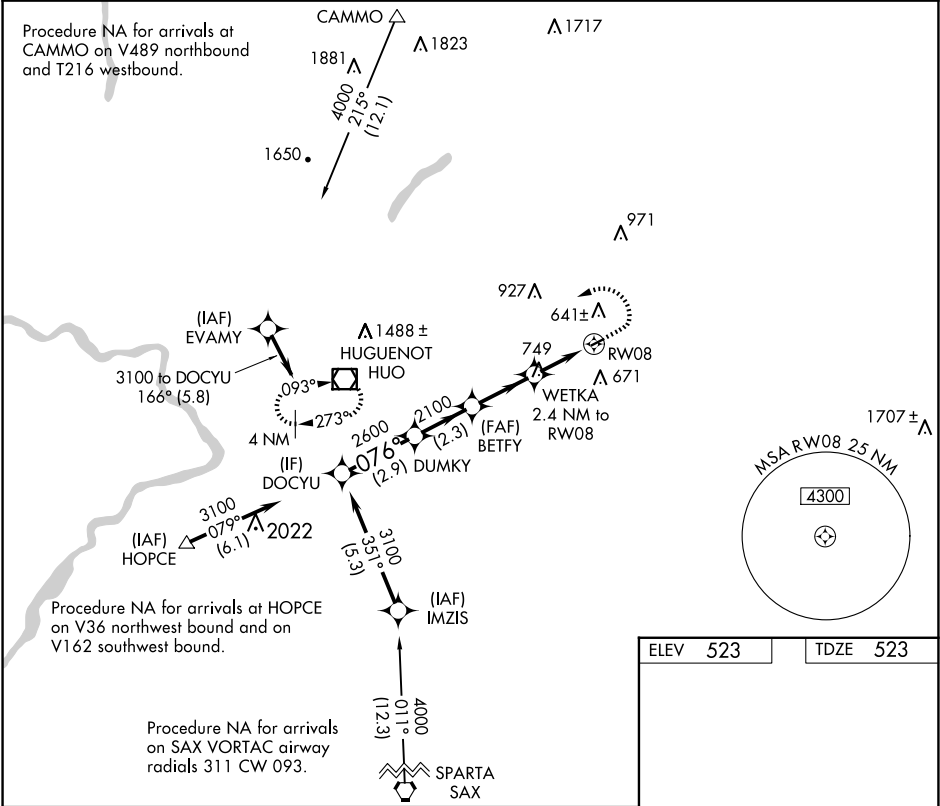 Procedure NA for arrivals at
CAMMO on V489 northbound
and T216 westbound.
CAMMO
1717
1823
1881
4000
215°
(12.1)
1650
971
927
641±
RW08
(IAF)
EVAMY
1488 ±
HUGUENOT
HUO
3100 to DOCYU
166° (5.8)
093°
273°
4 NM
749
671
WETKA
2.4 NM to
RW08
2100
(2.3)
(FAF)
BETFY
2600
076°
(2.9)
DUMKY
(IF)
DOCYU
1707 ±
MSA RW08 25 NM
4300
3100
079°
(6.1)
2022
(IAF)
HOPCE
3100
351°
(5.3)
(IAF)
IMZIS
Procedure NA for arrivals at HOPCE
on V36 northwest bound and on
V162 southwest bound.
ELEV 523
TDZE 523
4000
011°
(12.3)
Procedure NA for arrivals
on SAX VORTAC airway
radials 311 CW 093.
SPARTA
SAX